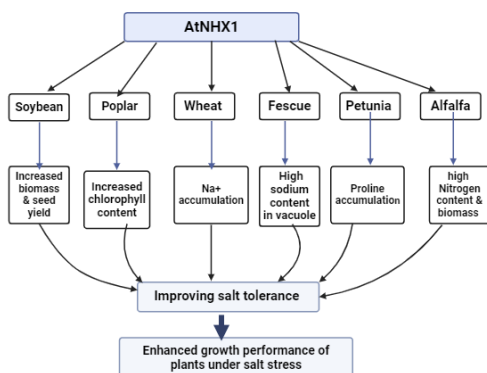 AtNHX1
Soybean
Poplar
Wheat
Fescue
Petunia
Alfalfa
Increased
biomass
& seed
yield
Increased
chlorophyll
content
Na+
accumulation
High
sodium
content
in vacuole
Proline
accumulation
high
Nitrogen
content &
biomass
Improving salt tolerance
Enhanced growth performance of
plants under salt stress